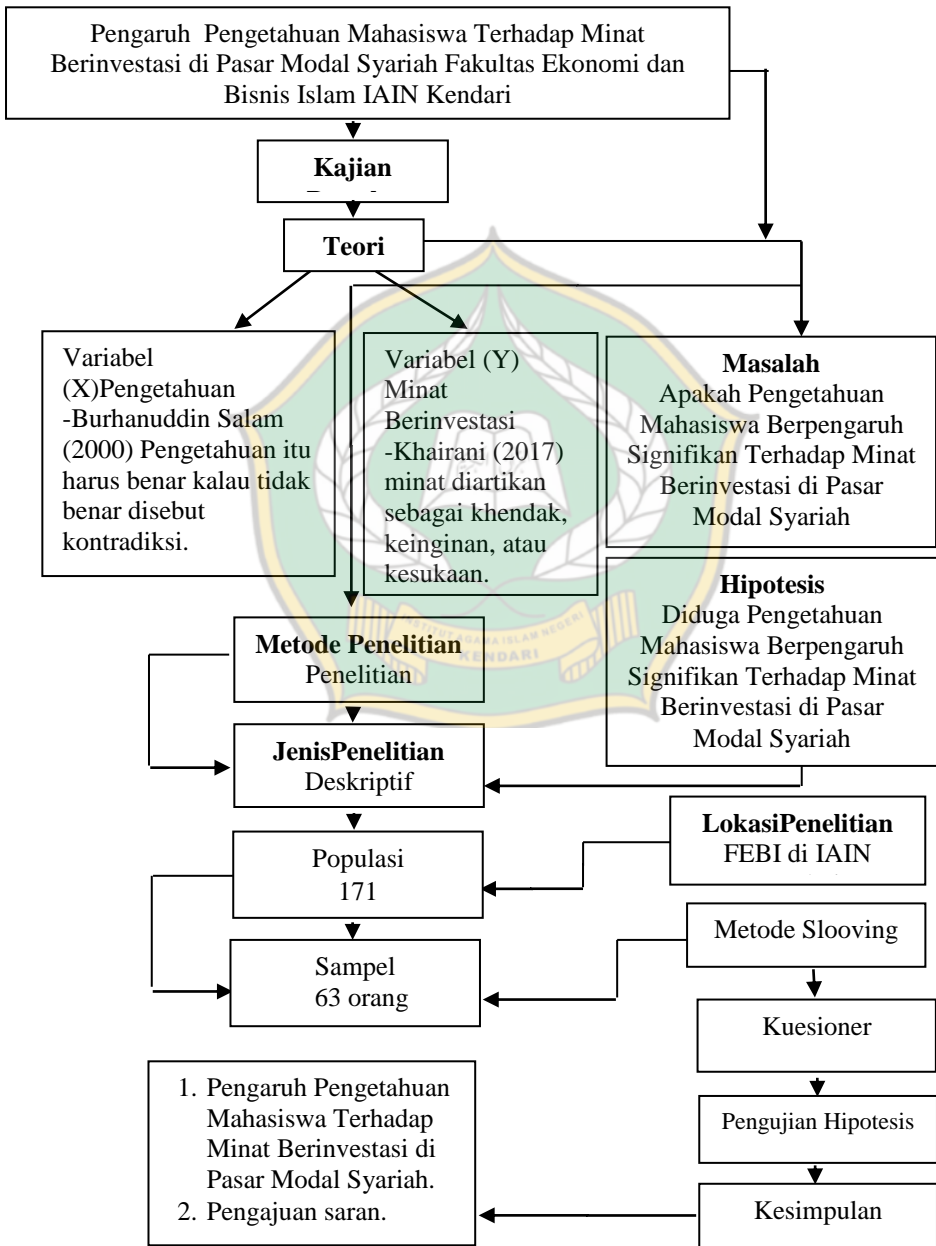 Pengaruh Pengetahuan Mahasiswa Terhadap Minat
Berinvestasi di Pasar Modal Syariah Fakultas Ekonomi dan
Bisnis Islam IAIN Kendari
Kajian
Teori
Variabel
(X)Pengetahuan
-Burhanuddin Salam
(2000) Pengetahuan itu
harus benar kalau tidak
benar disebut
kontradiksi.
Variabel (Y)
Minat
Berinvestasi
-Khairani (2017)
minat diartikan
sebagai khendak,
keinginan, atau
kesukaan.
Masalah
Apakah Pengetahuan
Mahasiswa Berpengaruh
Signifikan Terhadap Minat
Berinvestasi di Pasar
Modal Syariah
Hipotesis
Diduga Pengetahuan
Mahasiswa Berpengaruh
Signifikan Terhadap Minat
Berinvestasi di Pasar
Modal Syariah
INSTITUT AGAMA ISLAM NEGERI
KENDARI
Metode Penelitian
Penelitian
JenisPenelitian
Deskriptif
LokasiPenelitian
FEBI di IAIN
Populasi
171
Metode Slooving
Sampel
63 orang
Kuesioner
Pengujian Hipotesis
Kesimpulan
1. Pengaruh Pengetahuan
Mahasiswa Terhadap
Minat Berinvestasi di
Pasar Modal Syariah.
2. Pengajuan saran.